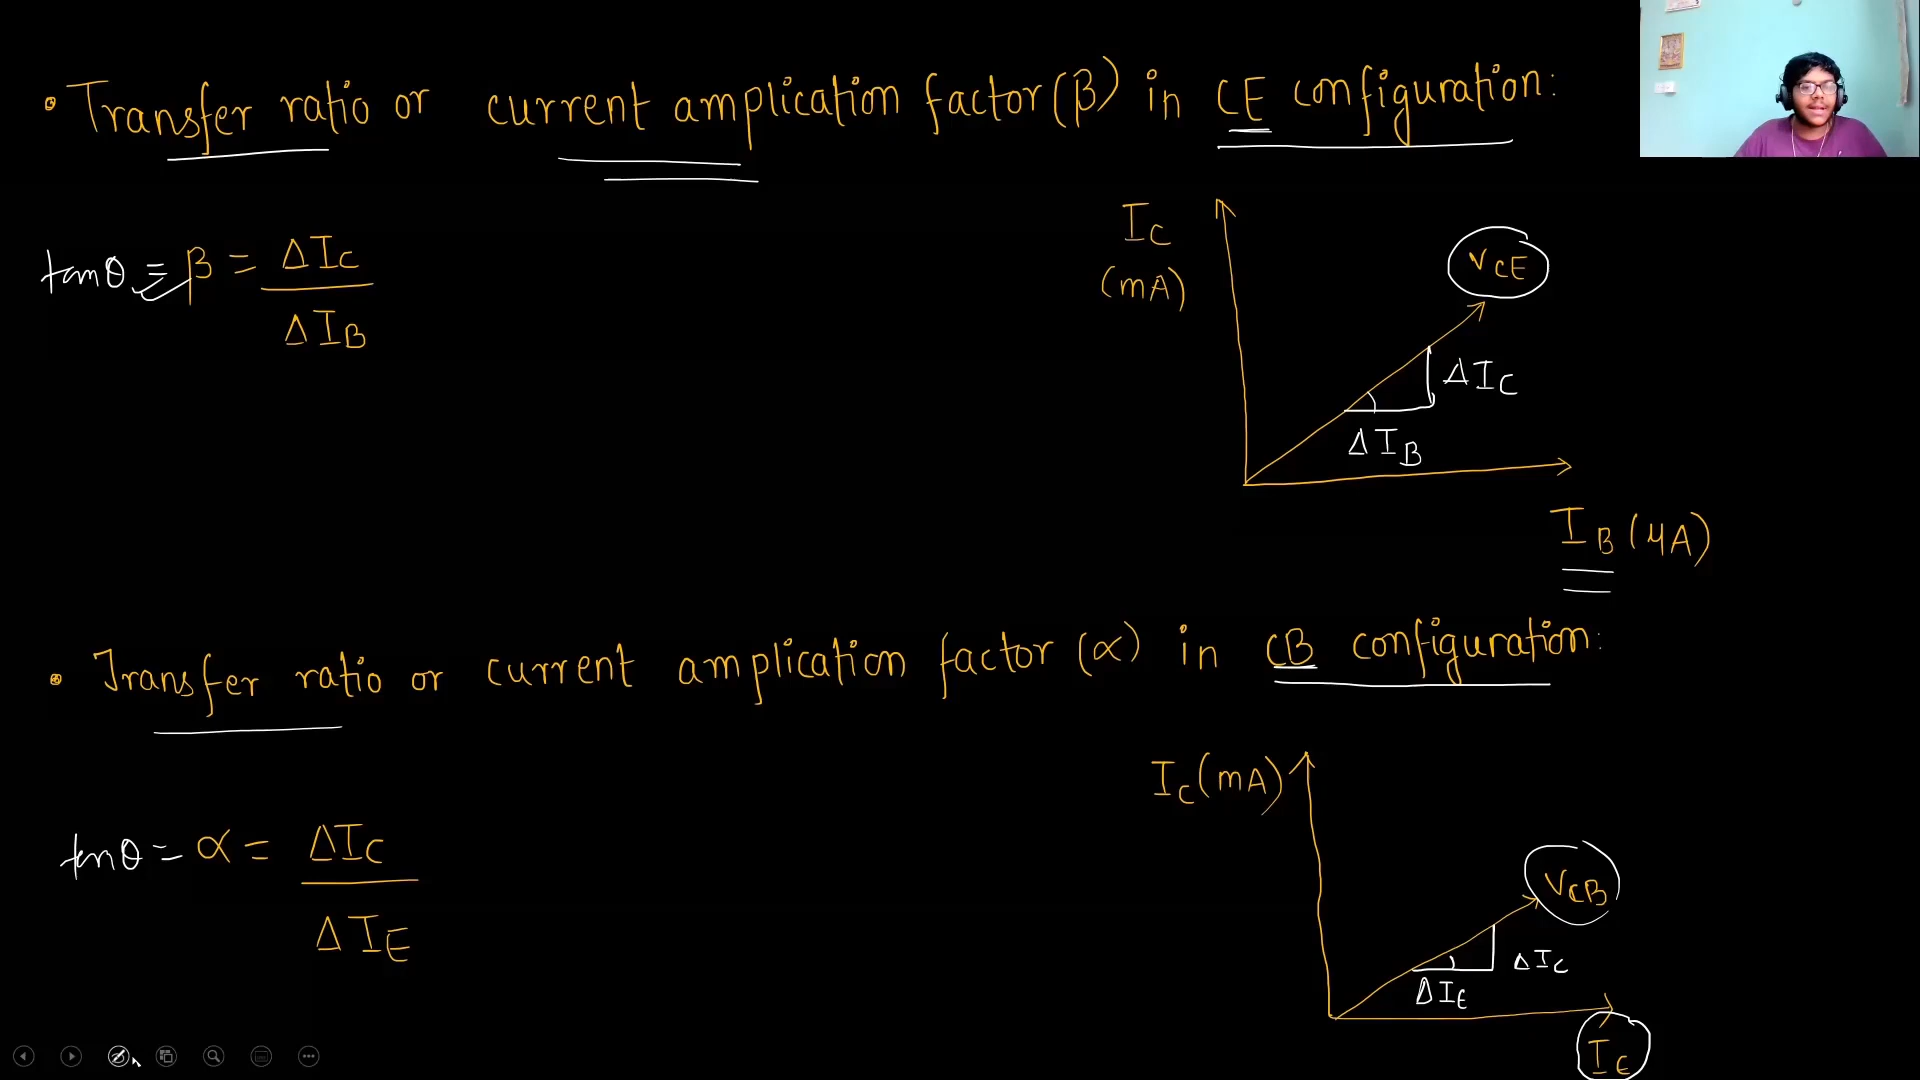 • Transfer ratio or current amplication factor (β) in CE configuration:
tanθ = β = ΔIC
ΔIB
IC
(mA)
VCE
ΔIC
ΔIB
IB (μA)
• Transfer ratio or current amplication factor (α) in CB configuration:
tanθ = α = ΔIC
ΔIE
IC (mA)
VCB
ΔIC
ΔIE
IE